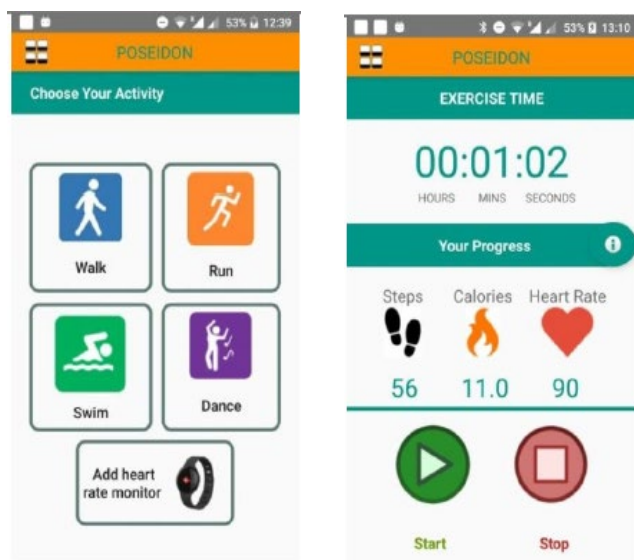 53% 12:39
POSEIDON
Choose Your Activity
Walk
Run
Swim
Dance
Add heart
rate monitor
53% 13:10
POSEIDON
EXERCISE TIME
00:01:02
HOURS MINS SECONDS
Your Progress
Steps Calories Heart Rate
56 11.0 90
Start Stop